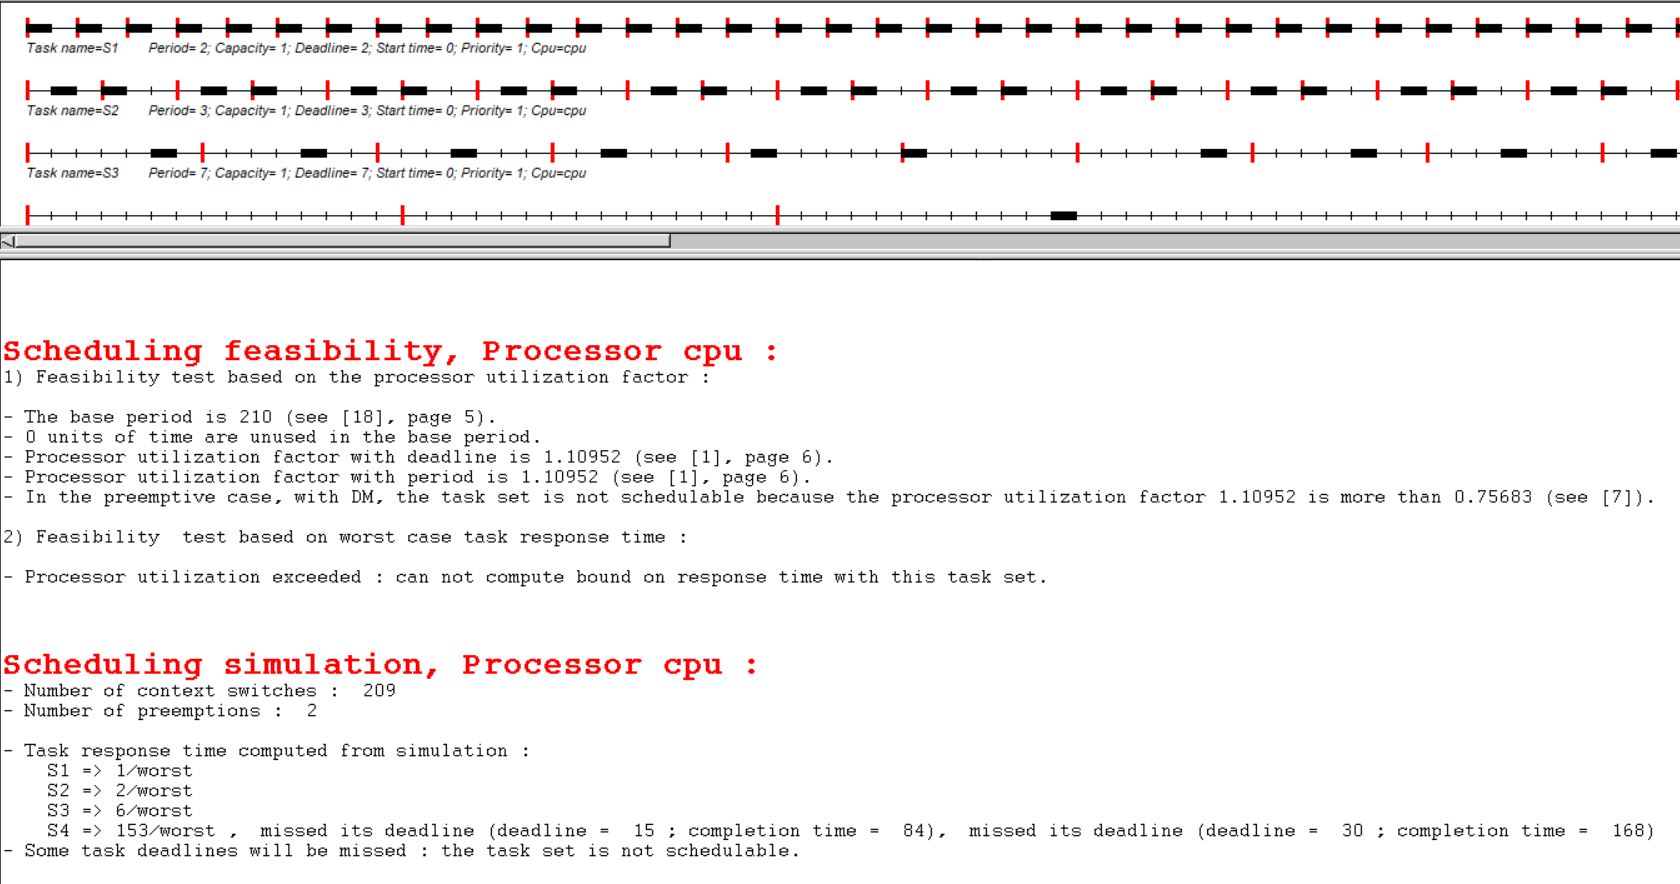 Task name=S1 Period= 2; Capacity= 1; Deadline= 2; Start time= 0; Priority= 1; Cpu=cpu
Task name=S2 Period= 3; Capacity= 1; Deadline= 3; Start time= 0; Priority= 1; Cpu=cpu
Task name=S3 Period= 7; Capacity= 1; Deadline= 7; Start time= 0; Priority= 1; Cpu=cpu
Scheduling feasibility, Processor cpu :
1) Feasibility test based on the processor utilization factor :
- The base period is 210 (see [18], page 5).
- 0 units of time are unused in the base period.
- Processor utilization factor with deadline is 1.10952 (see [1], page 6).
- Processor utilization factor with period is 1.10952 (see [1], page 6).
- In the preemptive case, with DM, the task set is not schedulable because the processor utilization factor 1.10952 is more than 0.75683 (see [7]).
2) Feasibility test based on worst case task response time :
- Processor utilization exceeded : can not compute bound on response time with this task set.
Scheduling simulation, Processor cpu :
- Number of context switches : 209
- Number of preemptions : 2
- Task response time computed from simulation :
S1 => 1/worst
S2 => 2/worst
S3 => 6/worst
S4 => 153/worst , missed its deadline (deadline = 15 ; completion time = 84), missed its deadline (deadline = 30 ; completion time = 168)
- Some task deadlines will be missed : the task set is not schedulable.